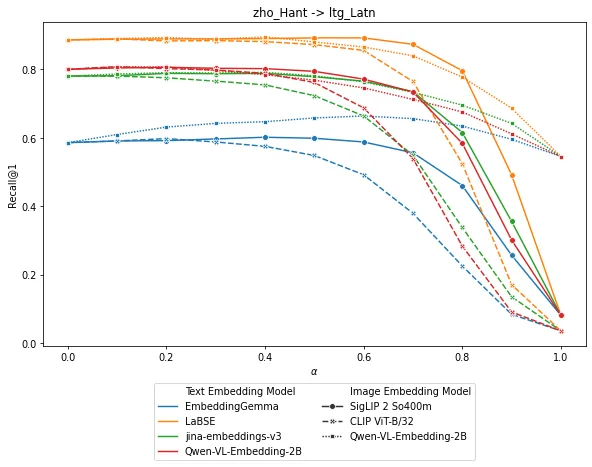 zho_Hant -> ltg_Latn
Recall@1
0.8
0.6
0.4
0.2
0.0
0.0 0.2 0.4 0.6 0.8 1.0
α
Text Embedding Model Image Embedding Model
EmbeddingGemma SigLIP 2 So400m
LaBSE CLIP ViT-B/32
jina-embeddings-v3 Qwen-VL-Embedding-2B
Qwen-VL-Embedding-2B